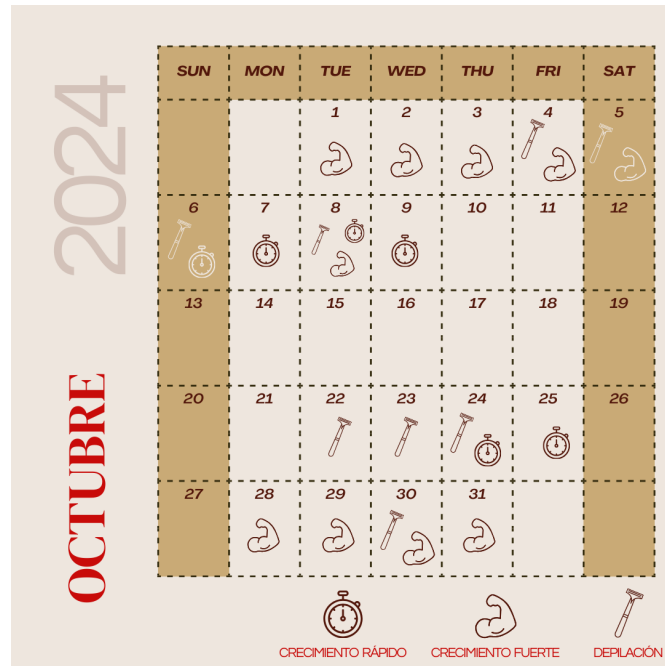 2024
OCTUBRE
SUN MON TUE WED THU FRI SAT
1 2 3 4 5
6 7 8 9 10 11 12
13 14 15 16 17 18 19
20 21 22 23 24 25 26
27 28 29 30 31
CRECIMIENTO RÁPIDO CRECIMIENTO FUERTE DEPILACIÓN